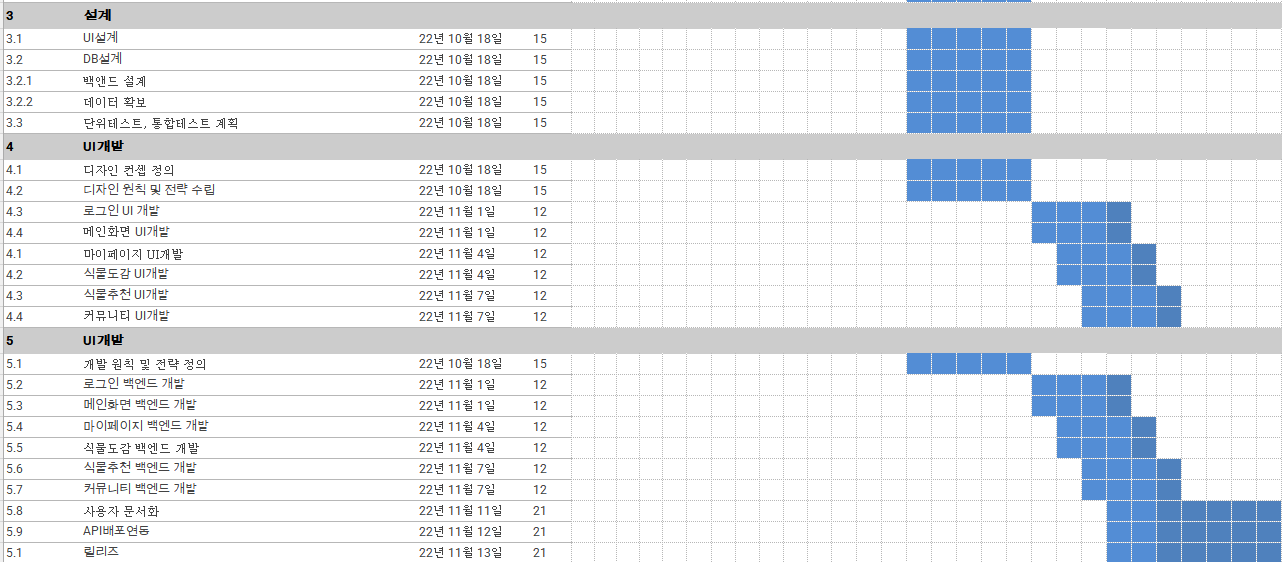 3 설계
3.1 UI설계 22년 10월 18일 15
3.2 DB설계 22년 10월 18일 15
3.2.1 백앤드 설계 22년 10월 18일 15
3.2.2 데이터 확보 22년 10월 18일 15
3.3 단위테스트, 통합테스트 계획 22년 10월 18일 15
4 UI개발
4.1 디자인 컨셉 정의 22년 10월 18일 15
4.2 디자인 원칙 및 전략 수립 22년 10월 18일 15
4.3 로그인 UI 개발 22년 11월 1일 12
4.4 메인화면 UI개발 22년 11월 1일 12
4.1 마이페이지 UI개발 22년 11월 4일 12
4.2 식물도감 UI개발 22년 11월 4일 12
4.3 식물추천 UI개발 22년 11월 7일 12
4.4 커뮤니티 UI개발 22년 11월 7일 12
5 UI개발
5.1 개발 원칙 및 전략 정의 22년 10월 18일 15
5.2 로그인 백엔드 개발 22년 11월 1일 12
5.3 메인화면 백엔드 개발 22년 11월 1일 12
5.4 마이페이지 백엔드 개발 22년 11월 4일 12
5.5 식물도감 백엔드 개발 22년 11월 4일 12
5.6 식물추천 백엔드 개발 22년 11월 7일 12
5.7 커뮤니티 백엔드 개발 22년 11월 7일 12
5.8 사용자 문서화 22년 11월 11일 21
5.9 API배포연동 22년 11월 12일 21
5.1 릴리즈 22년 11월 13일 21